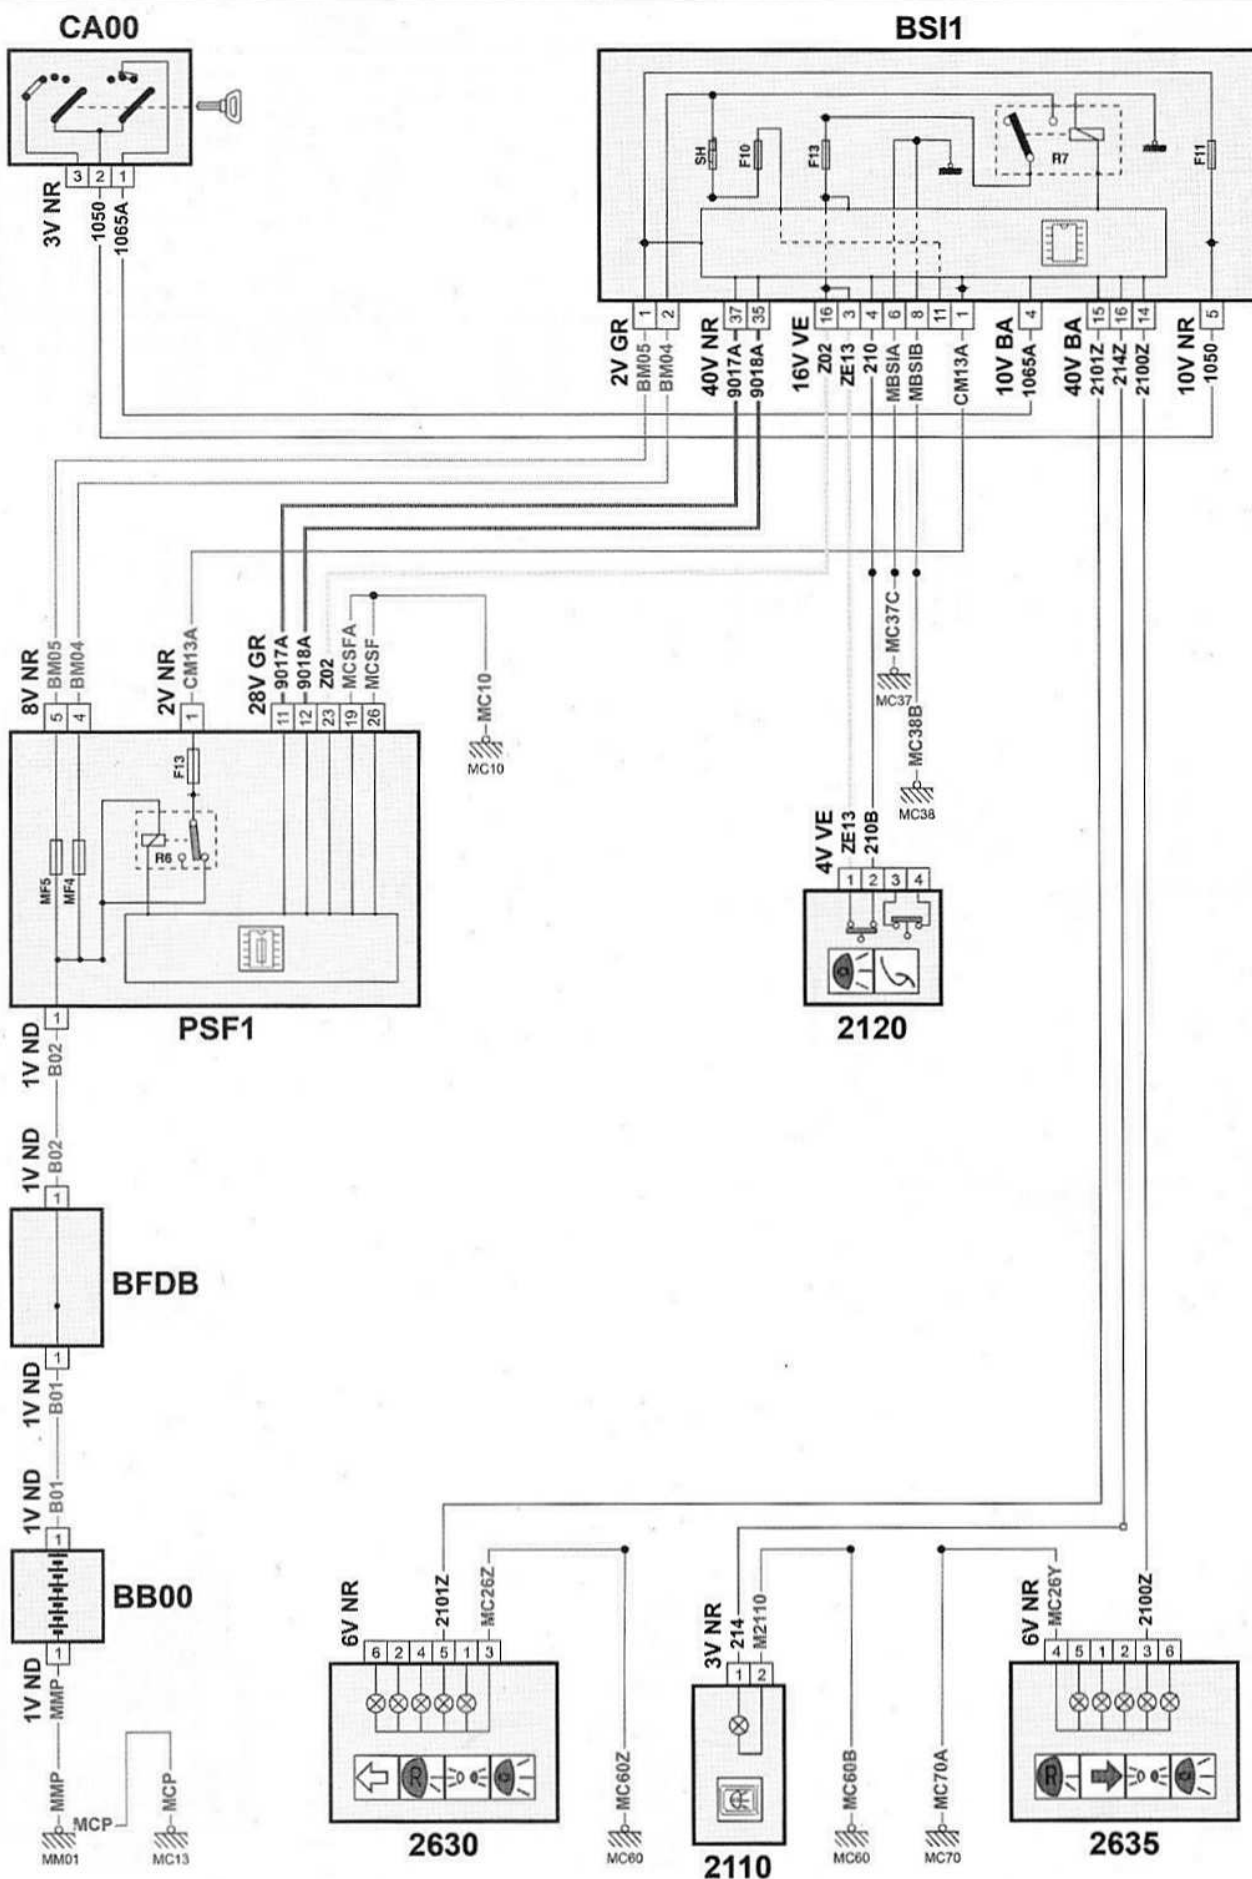 CA00
BSI1
SH
F10
F13
R7
F11
3 2 1
3V NR
1050
1065A
1 2 37 35 16 3 4 6 8 11 1 4 15 16 14 5
2V GR
BM05
BM04
40V NR
9017A
9018A
16V VE
Z02
ZE13
210
MBSIA
MBSIB
CM13A
10V BA
1065A
40V BA
2101Z
214Z
2100Z
10V NR
1050
8V NR
BM05
BM04
2V NR
CM13A
28V GR
9017A
9018A
Z02
MCSFA
MCSF
MC10
MC10
MC37C
MC37
MC38B
MC38
5 4 1 11 12 23 19 26
F13
R6
MF5
MF4
PSF1
4V VE
ZE13
210B
1 2 3 4
2120
1
1V ND
B02
1V ND
B02
1
BFDB
1
1V ND
B01
1V ND
B01
1
BB00
1
1V ND
MMP
MMP
MCP
MCP
MM01
MC13
6V NR
2101Z
MC26Z
6 2 4 5 1 3
R
2630
MC60Z
MC60
3V NR
214
M2110
1 2
2110
MC60B
MC60
MC70A
MC70
6V NR
MC26Y
2100Z
4 5 1 2 3 6
R
2635